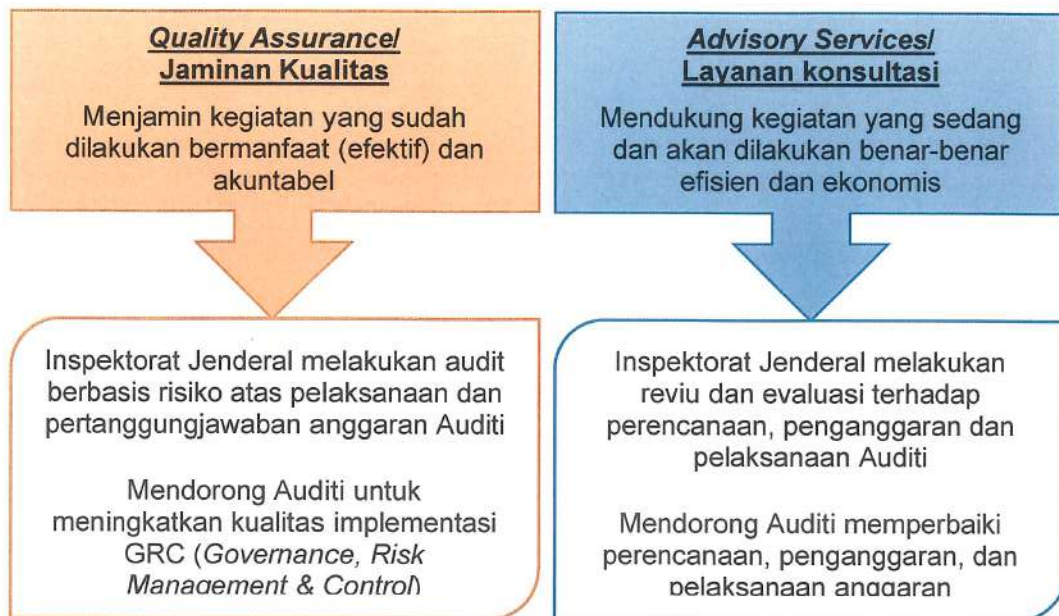 Quality Assurance/
Jaminan Kualitas
Menjamin kegiatan yang sudah
dilakukan bermanfaat (efektif) dan
akuntabel
Inspektorat Jenderal melakukan audit
berbasis risiko atas pelaksanaan dan
pertanggungjawaban anggaran Auditi
Mendorong Auditi untuk
meningkatkan kualitas implementasi
GRC (Governance, Risk
Management & Control)
Advisory Services/
Layanan konsultasi
Mendukung kegiatan yang sedang
dan akan dilakukan benar-benar
efisien dan ekonomis
Inspektorat Jenderal melakukan
reviu dan evaluasi terhadap
perencanaan, penganggaran dan
pelaksanaan Auditi
Mendorong Auditi memperbaiki
perencanaan, penganggaran, dan
pelaksanaan anggaran